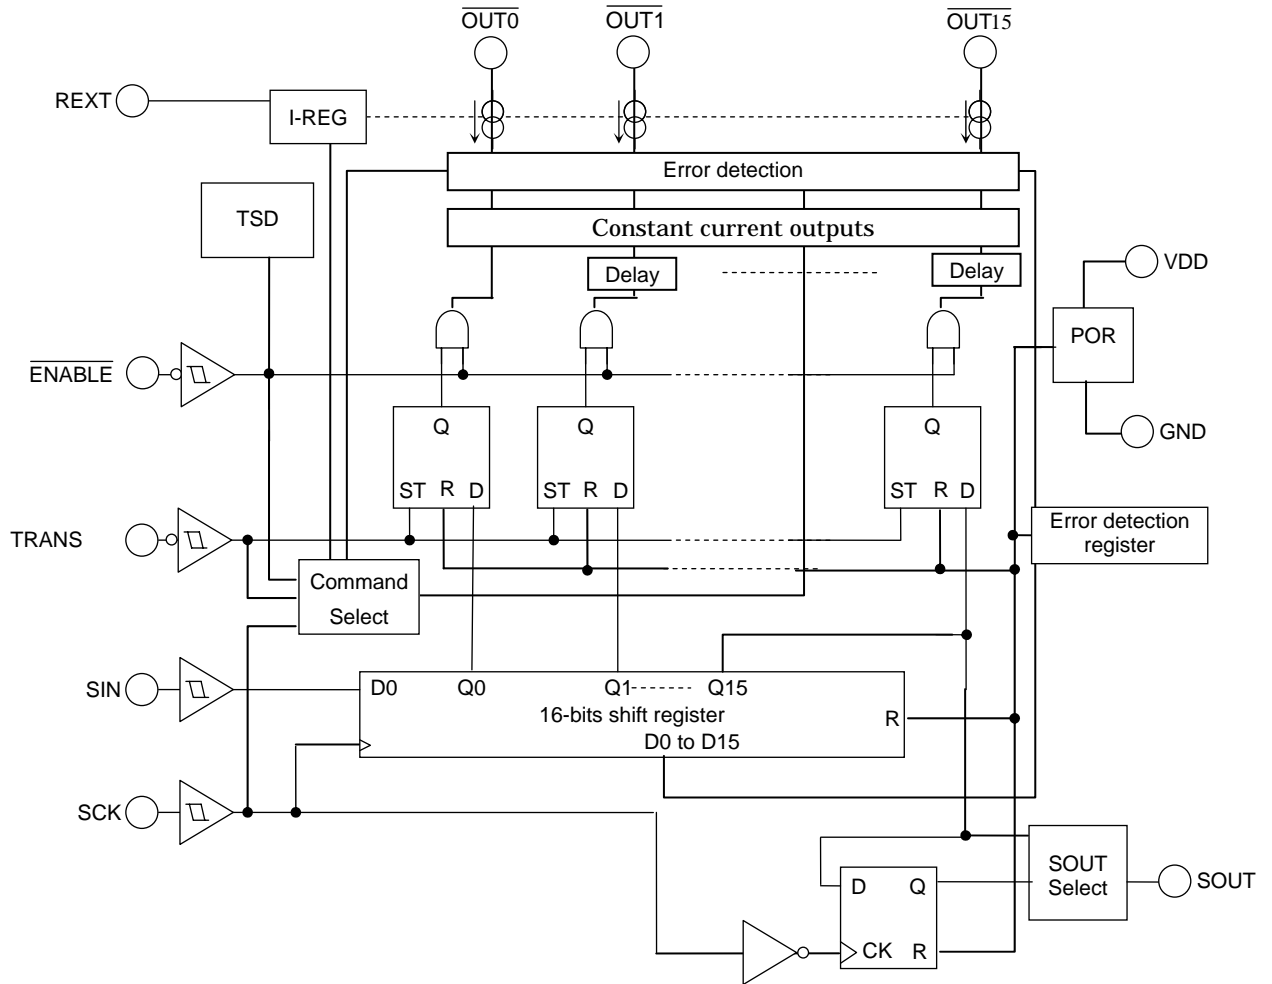 OUT0
OUT1
OUT15
REXT
I-REG
Error detection
TSD
Constant current outputs
Delay
Delay
VDD
POR
ENABLE
GND
Q
Q
Q
ST R D
ST R D
ST R D
TRANS
Error detection
register
Command
Select
SIN
D0
Q0
Q1
Q15
16-bits shift register
R
D0 to D15
SCK
SOUT
Select
SOUT
D
Q
CK
R